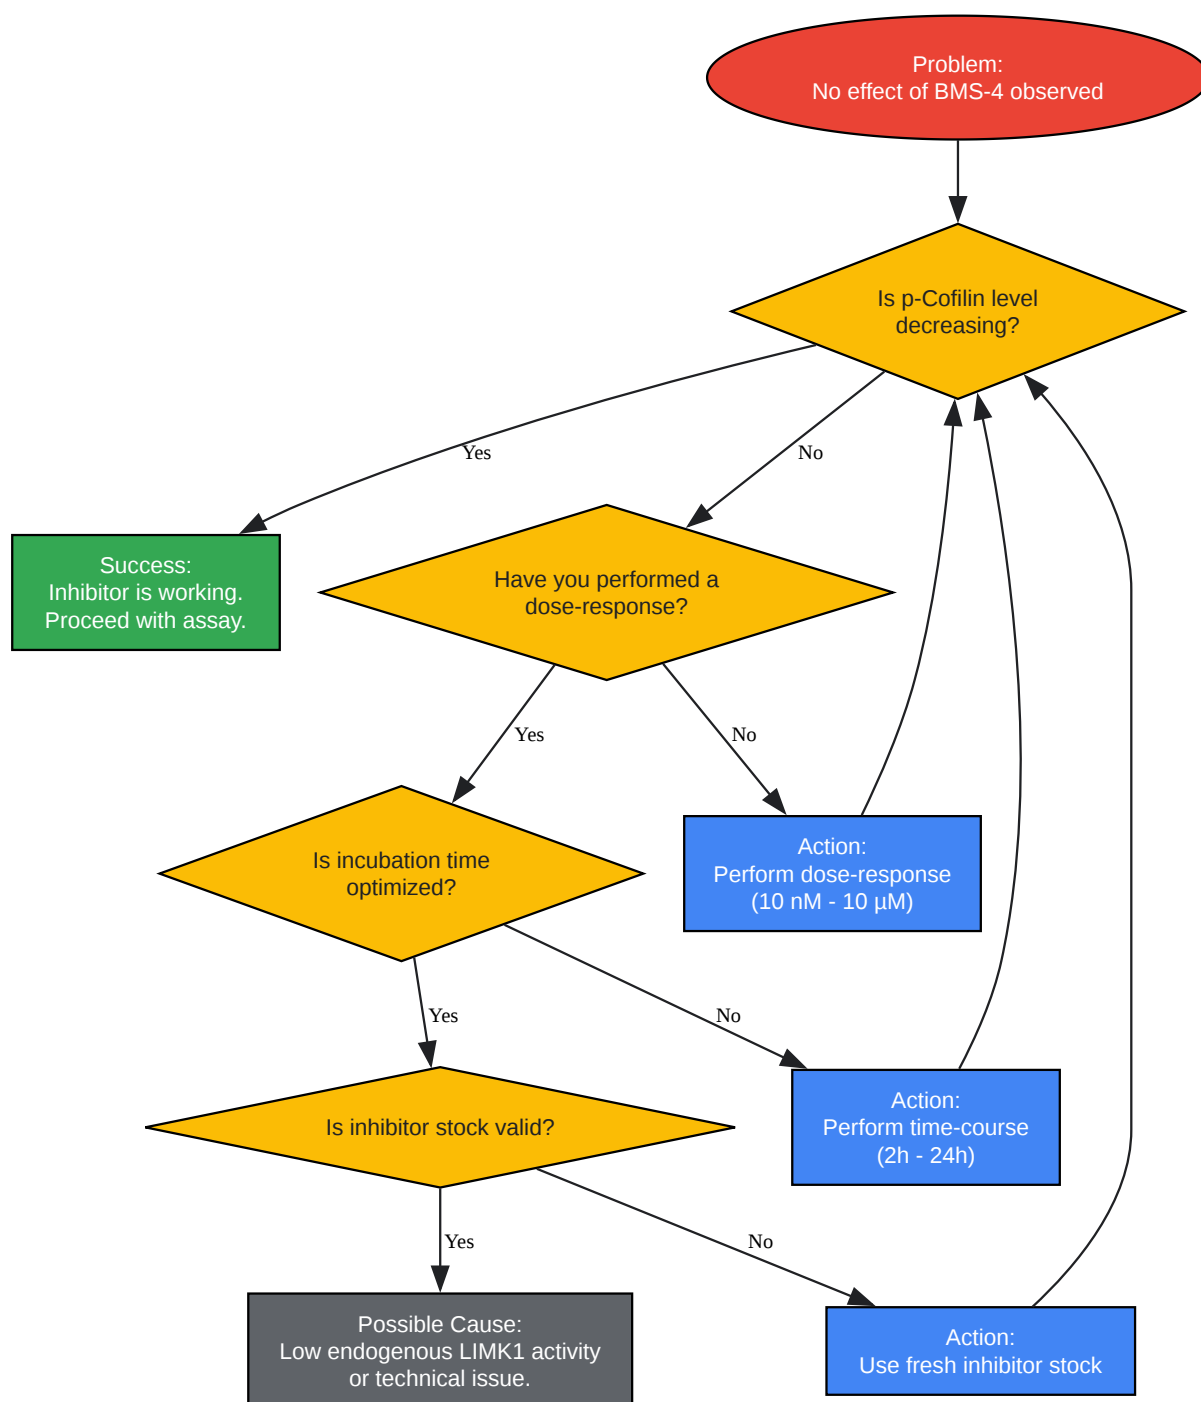 Problem:
No effect of BMS-4 observed
Is p-Cofilin level
decreasing?
Yes
No
Success:
Inhibitor is working.
Proceed with assay.
Have you performed a
dose-response?
Yes
No
Is incubation time
optimized?
Action:
Perform dose-response
(10 nM - 10 µM)
Yes
No
Is inhibitor stock valid?
Action:
Perform time-course
(2h - 24h)
Yes
No
Possible Cause:
Low endogenous LIMK1 activity
or technical issue.
Action:
Use fresh inhibitor stock